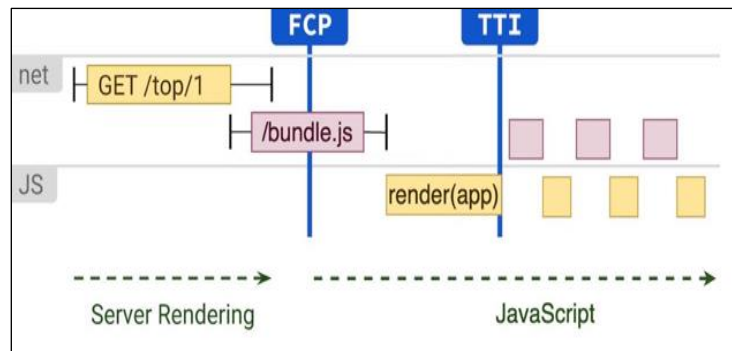 FCP
TTI
net
GET /top/1
/bundle.js
JS
render(app)
Server Rendering
JavaScript